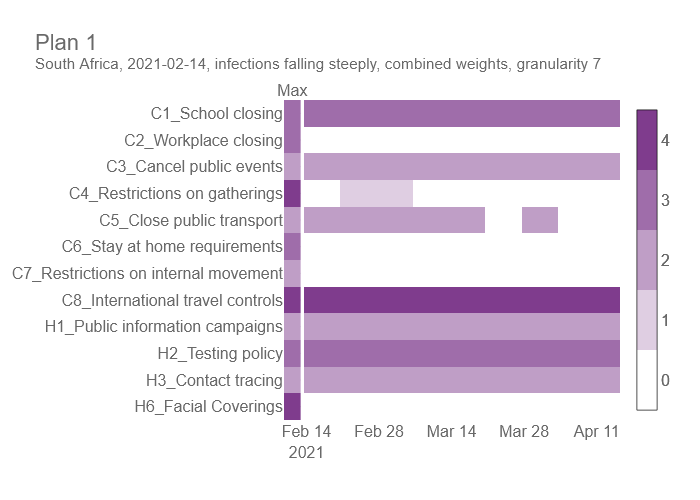 Plan 1
South Africa, 2021-02-14, infections falling steeply, combined weights, granularity 7
Max
C1_School closing
C2_Workplace closing
C3_Cancel public events
C4_Restrictions on gatherings
C5_Close public transport
C6_Stay at home requirements
C7_Restrictions on internal movement
C8_International travel controls
H1_Public information campaigns
H2_Testing policy
H3_Contact tracing
H6_Facial Coverings
Feb 14 Feb 28 Mar 14 Mar 28 Apr 11
2021
4
3
2
1
0